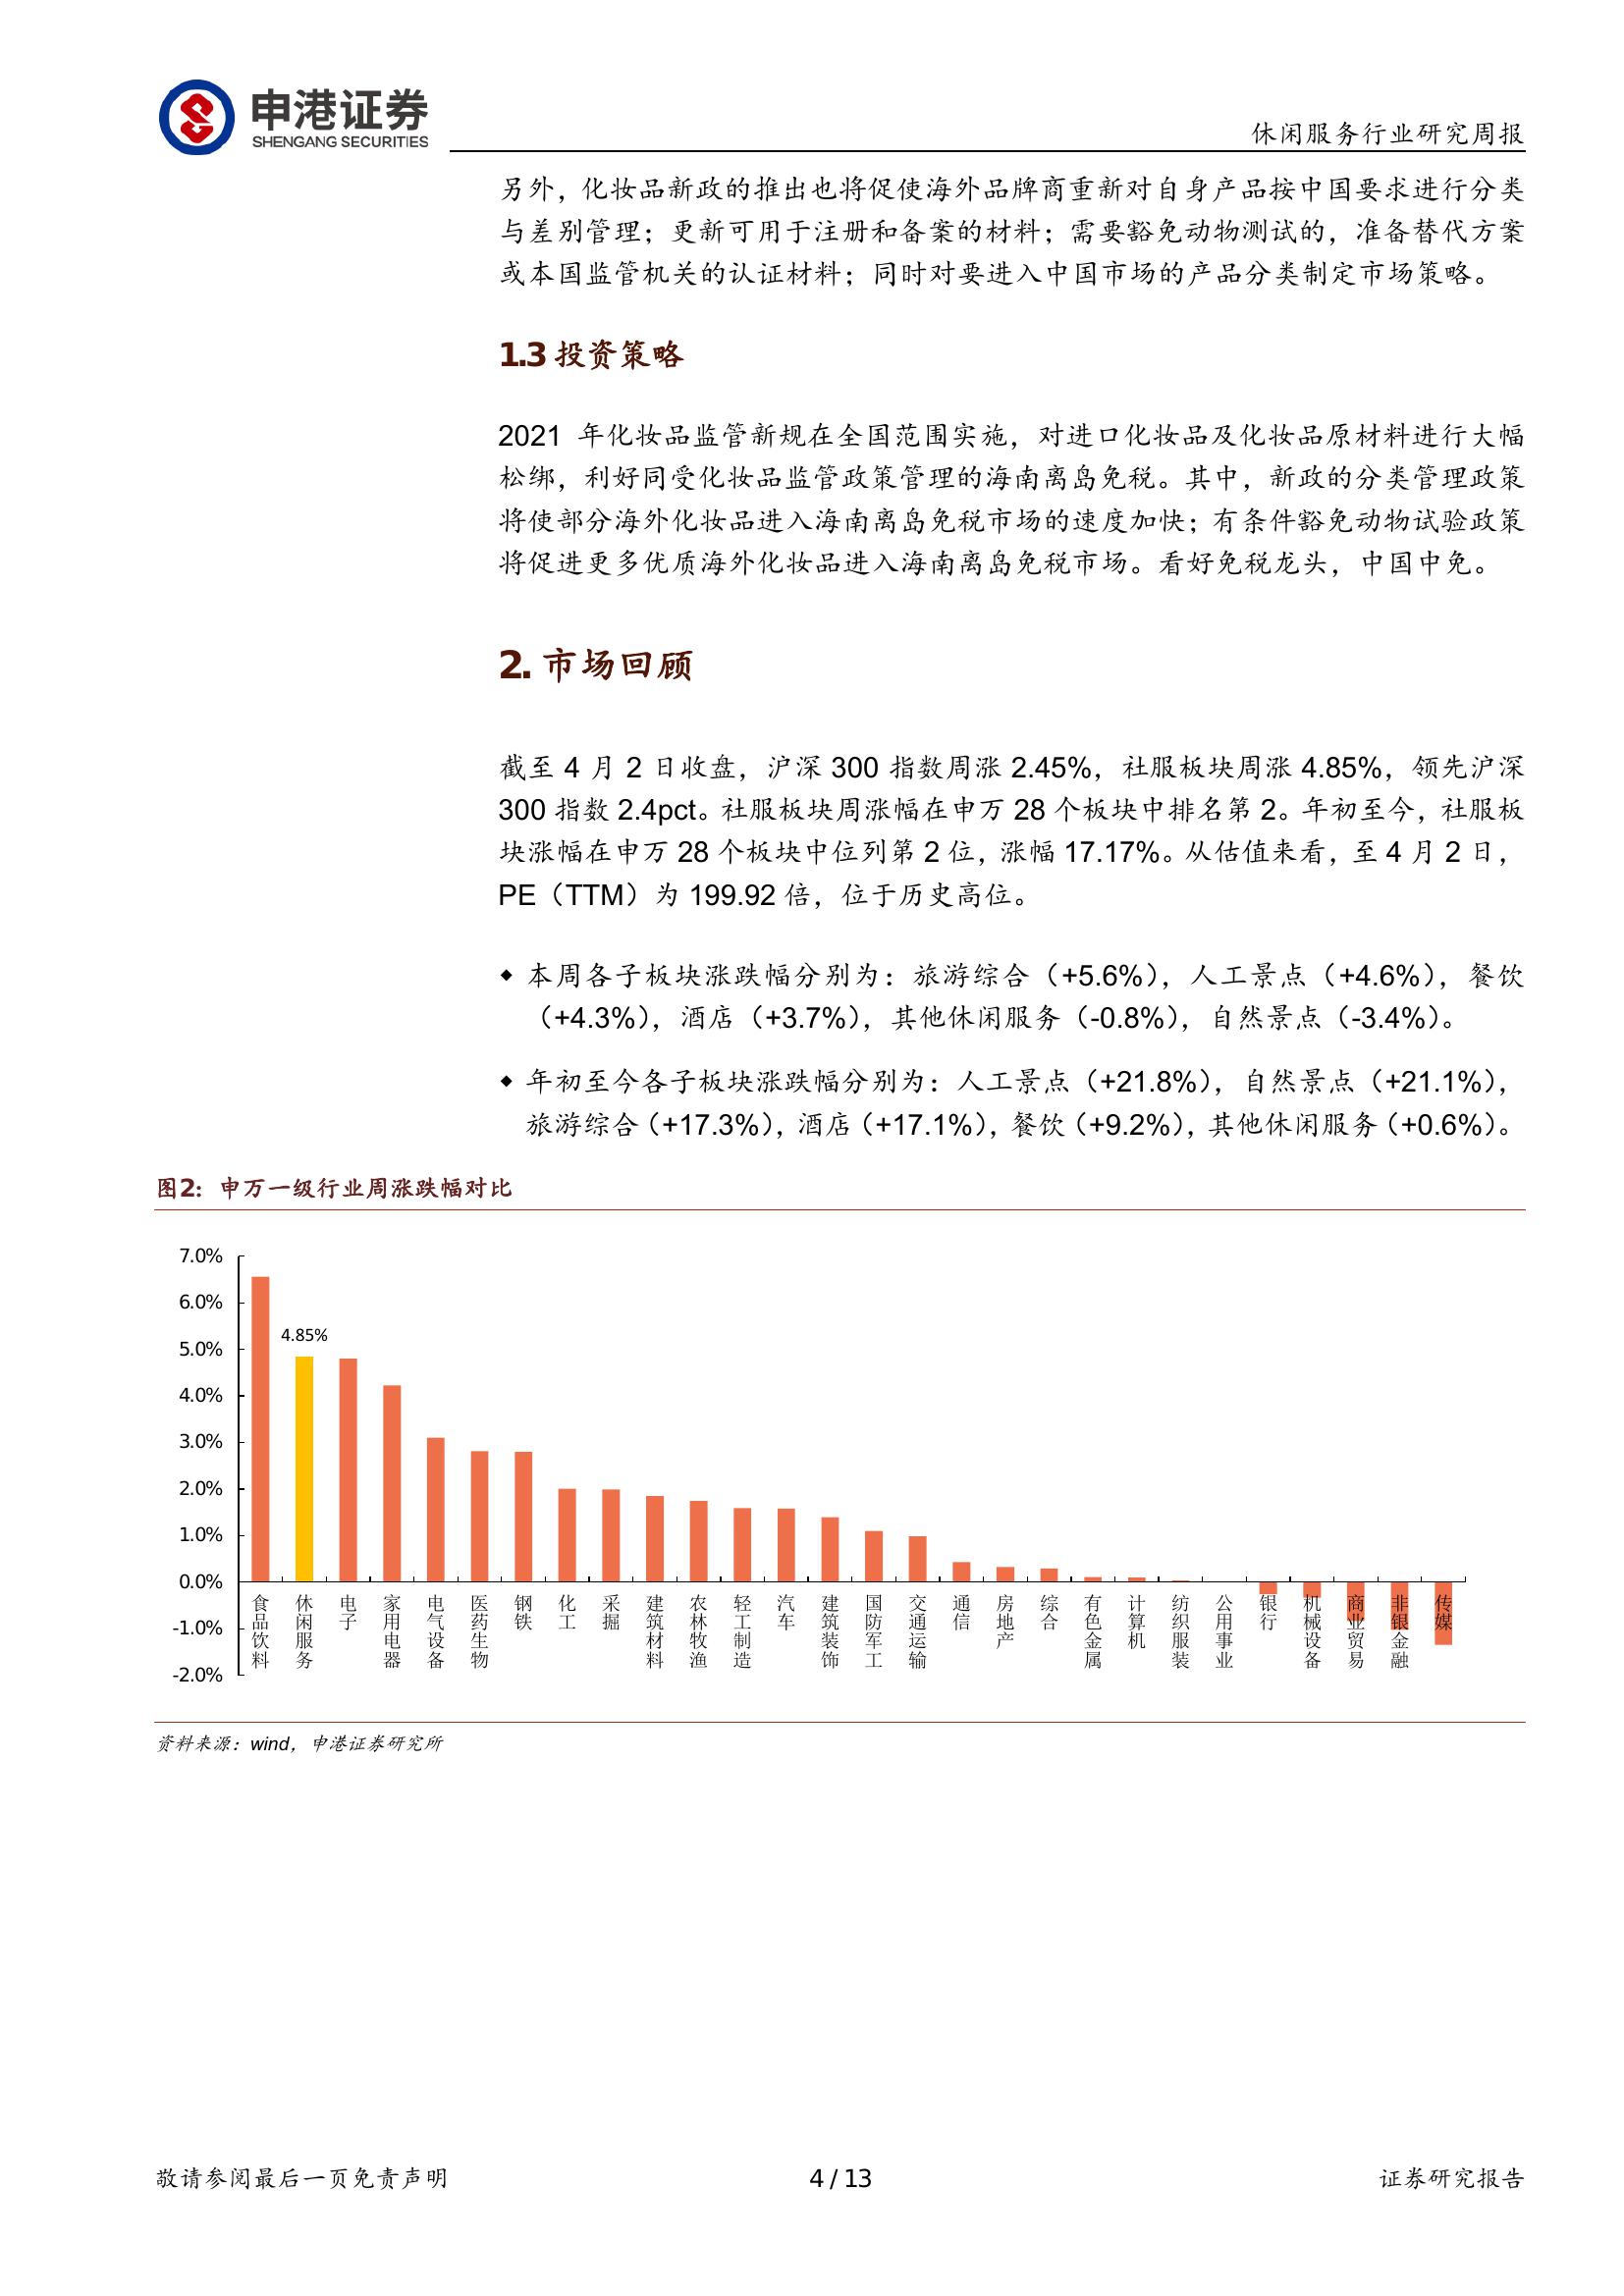 申港证券
SHENGANG SECURITIES
休闲服务行业研究周报
另外，化妆品新政的推出也将促使海外品牌商重新对自身产品按中国要求进行分类
与差别管理；更新可用于注册和备案的材料；需要豁免动物测试的，准备替代方案
或本国监管机关的认证材料；同时对要进入中国市场的产品分类制定市场策略。
1.3 投资策略
2021 年化妆品监管新规在全国范围实施，对进口化妆品及化妆品原材料进行大幅
松绑，利好同受化妆品监管政策管理的海南离岛免税。其中，新政的分类管理政策
将使部分海外化妆品进入海南离岛免税市场的速度加快；有条件豁免动物试验政策
将促进更多优质海外化妆品进入海南离岛免税市场。看好免税龙头，中国中免。
2. 市场回顾
截至 4 月 2 日收盘，沪深 300 指数周涨 2.45%，社服板块周涨 4.85%，领先沪深
300 指数 2.4pct。社服板块周涨幅在申万 28 个板块中排名第 2。年初至今，社服板
块涨幅在申万 28 个板块中位列第 2 位，涨幅 17.17%。从估值来看，至 4 月 2 日，
PE（TTM）为 199.92 倍，位于历史高位。
◆ 本周各子板块涨跌幅分别为：旅游综合（+5.6%），人工景点（+4.6%），餐饮
（+4.3%），酒店（+3.7%），其他休闲服务（-0.8%），自然景点（-3.4%）。
◆ 年初至今各子板块涨跌幅分别为：人工景点（+21.8%），自然景点（+21.1%），
旅游综合（+17.3%），酒店（+17.1%），餐饮（+9.2%），其他休闲服务（+0.6%）。
图2：申万一级行业周涨跌幅对比
7.0%
6.0%
5.0%
4.0%
3.0%
2.0%
1.0%
0.0%
-1.0%
-2.0%
4.85%
食品饮料
休闲服务
电子
家用电器
电气设备
医药生物
钢铁
化工
采掘
建筑材料
农林牧渔
轻工制造
汽车
建筑装饰
国防军工
交通运输
通信
房地产
综合
有色金属
计算机
纺织服装
公用事业
银行
机械设备
商业贸易
非银金融
传媒
资料来源：wind，申港证券研究所
敬请参阅最后一页免责声明
4 / 13
证券研究报告